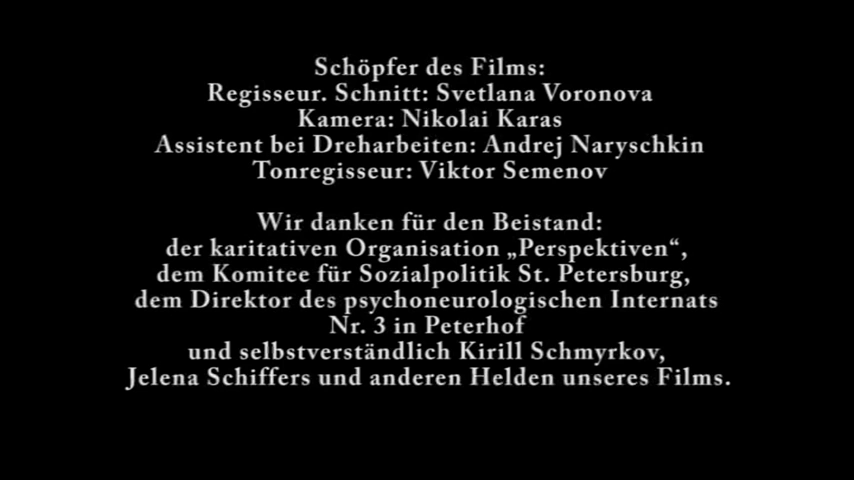 Schöpfer des Films:
Regisseur. Schnitt: Svetlana Voronova
Kamera: Nikolai Karas
Assistent bei Dreharbeiten: Andrej Naryschkin
Tonregisseur: Viktor Semenov
Wir danken für den Beistand:
der karitativen Organisation „Perspektiven“,
dem Komitee für Sozialpolitik St. Petersburg,
dem Direktor des psychoneurologischen Internats
Nr. 3 in Peterhof
und selbstverständlich Kirill Schmyrkov,
Jelena Schiffers und anderen Helden unseres Films.